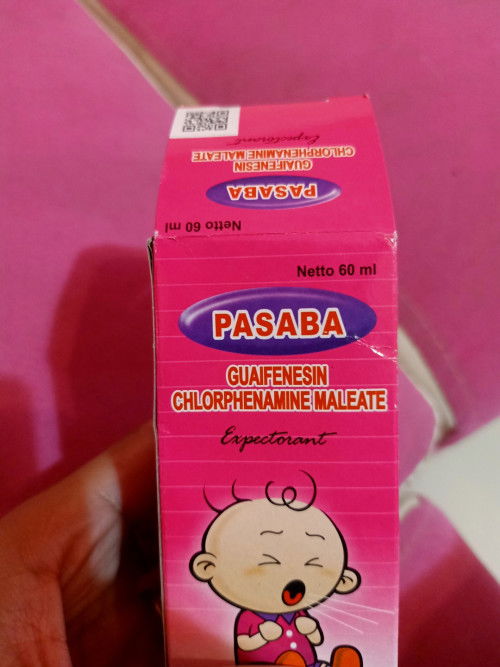 Expectorant
CHLORPHENAMINE MALEATE
GUAIFENESIN
PASABA
Netto 60 ml
Netto 60 ml
PASABA
GUAIFENESIN
CHLORPHENAMINE MALEATE
Expectorant